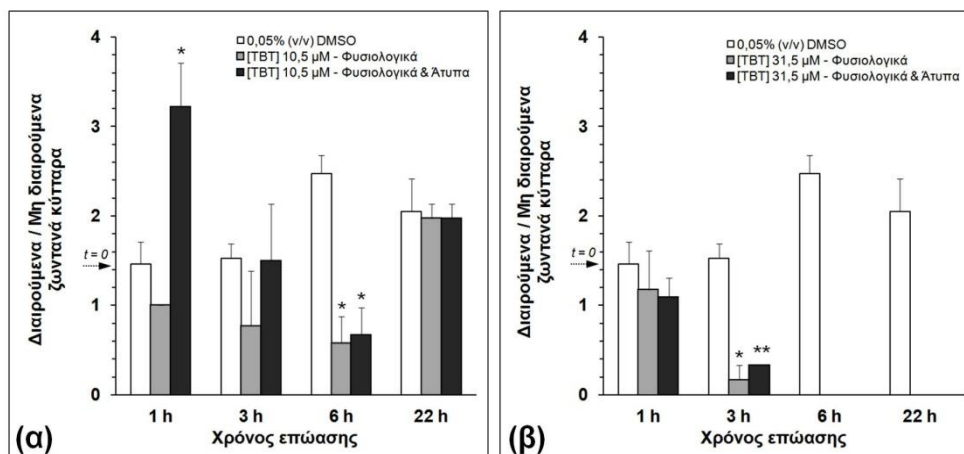 Διαιρούμενα / Μη διαιρούμενα
ζωντανά κύτταρα
4
3
2
1
0
t = 0
0,05% (v/v) DMSO
[TBT] 10,5 μM - Φυσιολογικά
[TBT] 10,5 μM - Φυσιολογικά & Άτυπα
*
* *
1 h 3 h 6 h 22 h
Χρόνος επώασης
(α)
Διαιρούμενα / Μη διαιρούμενα
ζωντανά κύτταρα
4
3
2
1
0
t = 0
0,05% (v/v) DMSO
[TBT] 31,5 μM - Φυσιολογικά
[TBT] 31,5 μM - Φυσιολογικά & Άτυπα
* **
1 h 3 h 6 h 22 h
Χρόνος επώασης
(β)